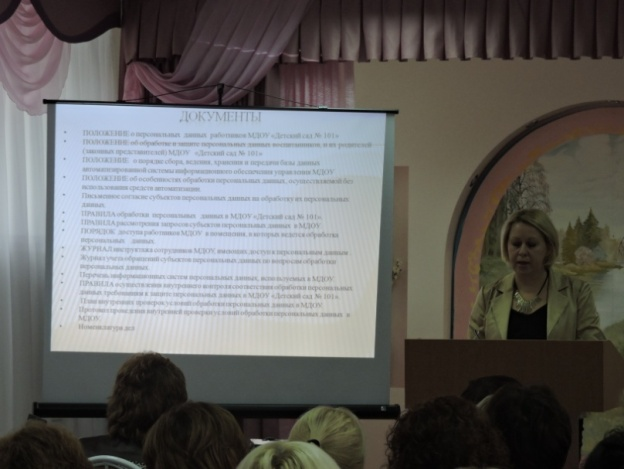 ДОКУМЕНТЫ
ПОЛОЖЕНИЕ о персональных данных работников МДОУ «Детский сад № 101».
ПОЛОЖЕНИЕ об обработке и защите персональных данных воспитанников, и их родителей
(законных представителей) МДОУ «Детский сад № 101»
ПОЛОЖЕНИЕ о порядке сбора, ведения, хранения и передачи базы данных
автоматизированной системы информационного обеспечения управления МДОУ
ПОЛОЖЕНИЕ об особенностях обработки персональных данных, осуществляемой без
использования средств автоматизации.
Письменное согласие субъектов персональных данных на обработку их персональных
данных.
ПРАВИЛА обработки персональных данных в МДОУ «Детский сад № 101».
ПРАВИЛА рассмотрения запросов субъектов персональных данных в МДОУ
ПОРЯДОК доступа работников МДОУ в помещения, в которых ведется обработка
персональных данных.
ЖУРНАЛ инструктажа сотрудников МДОУ, имеющих доступ к персональным данным
Журнал учета обращений субъектов персональных данных по вопросам обработки
персональных данных.
Перечень информационных систем персональных данных, используемых в МДОУ
ПРАВИЛА осуществления внутреннего контроля соответствия обработки персональных
данных требованиям к защите персональных данных в МДОУ «Детский сад № 101».
План внутренних проверок условий обработки персональных данных в МДОУ.
Протокол проведения внутренней проверки условий обработки персональных данных в
МДОУ.
Номенклатура дел